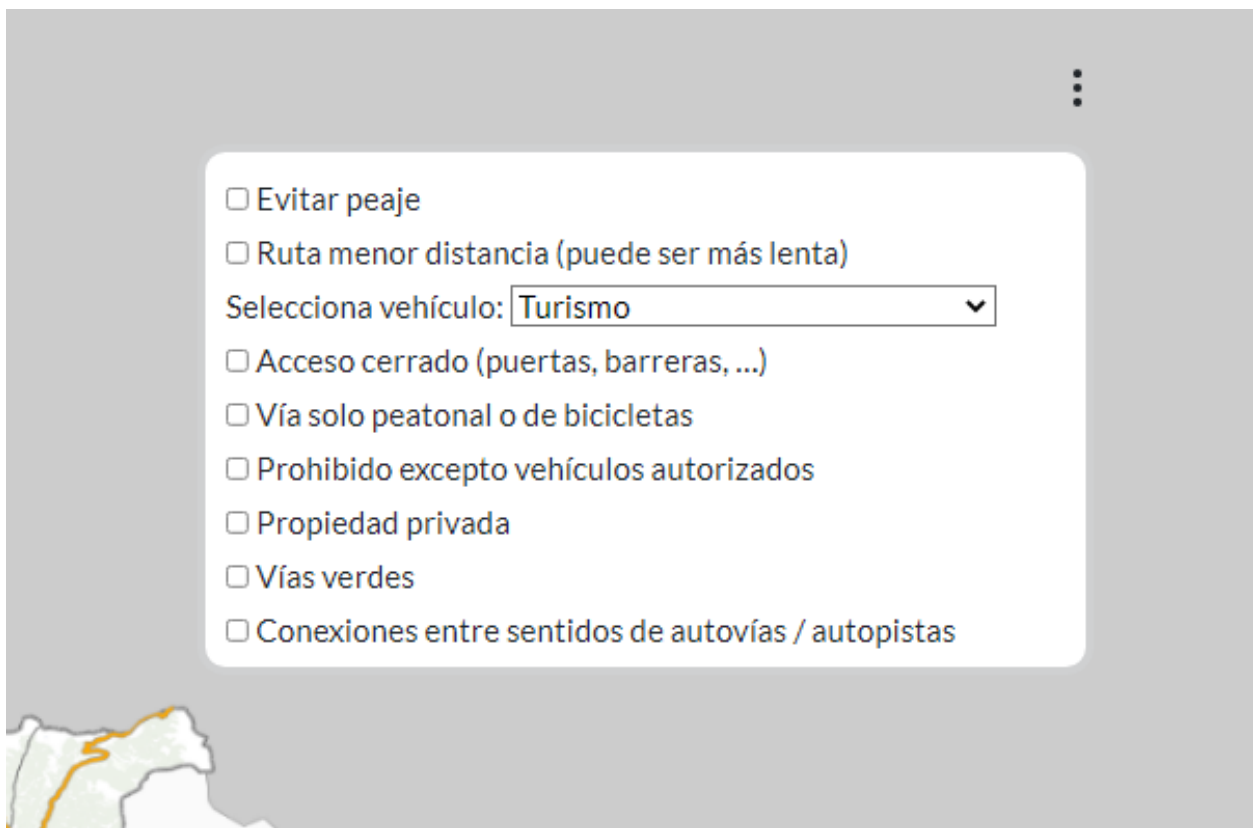 Evitar peaje
Ruta menor distancia (puede ser más lenta)
Selecciona vehículo: Turismo
Acceso cerrado (puertas, barreras, ...)
Vía solo peatonal o de bicicletas
Prohibido excepto vehículos autorizados
Propiedad privada
Vías verdes
Conexiones entre sentidos de autovías / autopistas